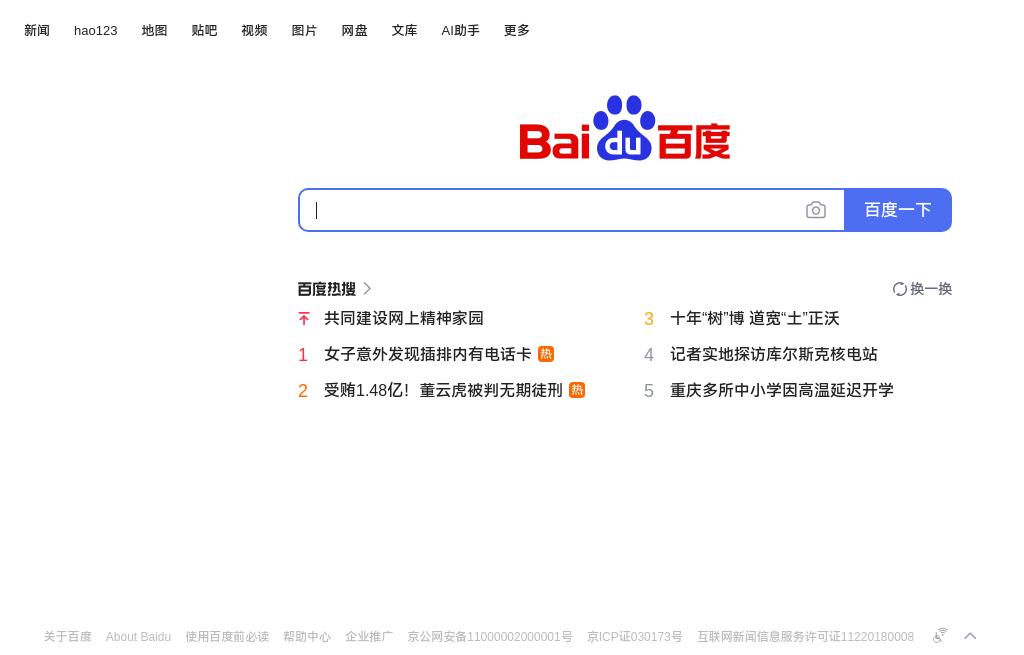 新闻 hao123 地图 贴吧 视频 图片 网盘 文库 AI助手 更多
Bai du 百度
百度一下
百度热搜 换一换
共同建设网上精神家园
1 女子意外发现插排内有电话卡 热
2 受贿1.48亿！董云虎被判无期徒刑 热
3 十年“树”博 道宽“土”正沃
4 记者实地探访库尔斯克核电站
5 重庆多所中小学因高温延迟开学
关于百度 About Baidu 使用百度前必读 帮助中心 企业推广 京公网安备11000002000001号 京ICP证030173号 互联网新闻信息服务许可证11220180008